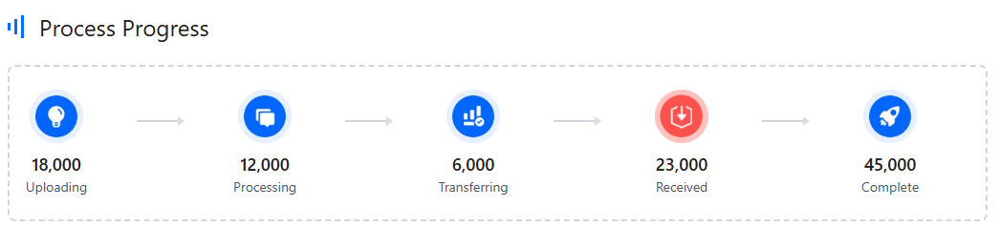 Process Progress
18,000 12,000 6,000 23,000 45,000
Uploading Processing Transferring Received Complete